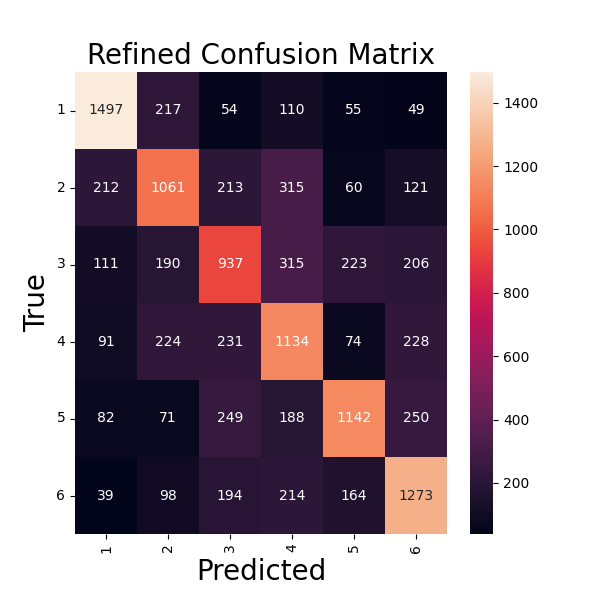 Refined Confusion Matrix
1 1497 217 54 110 55 49
2 212 1061 213 315 60 121
3 111 190 937 315 223 206
4 91 224 231 1134 74 228
5 82 71 249 188 1142 250
6 39 98 194 214 164 1273
1 2 3 4 5 6
True
Predicted
1400
1200
1000
800
600
400
200